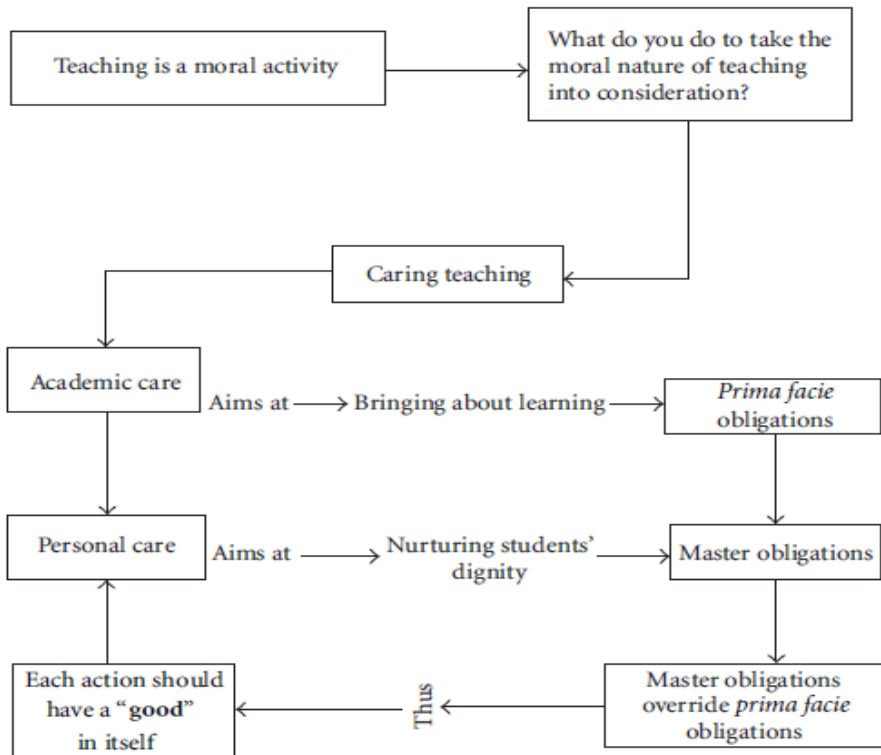 Teaching is a moral activity
What do you do to take the
moral nature of teaching
into consideration?
Caring teaching
Academic care
Aims at
Bringing about learning
Prima facie
obligations
Personal care
Aims at
Nurturing students’
dignity
Master obligations
Each action should
have a “good”
in itself
Thus
Master obligations
override prima facie
obligations